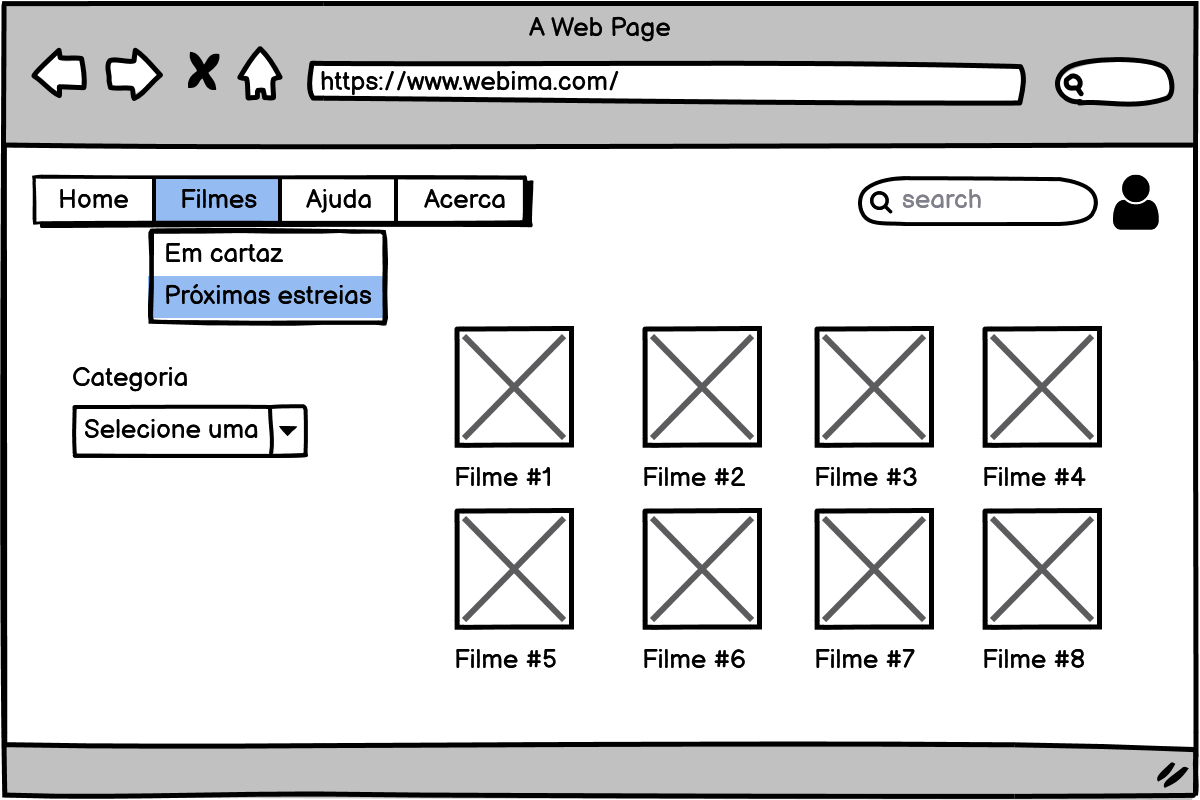 A Web Page
https://www.webima.com/
Home Filmes Ajuda Acerca
search
Em cartaz
Próximas estreias
Categoria
Selecione uma
Filme #1 Filme #2 Filme #3 Filme #4
Filme #5 Filme #6 Filme #7 Filme #8